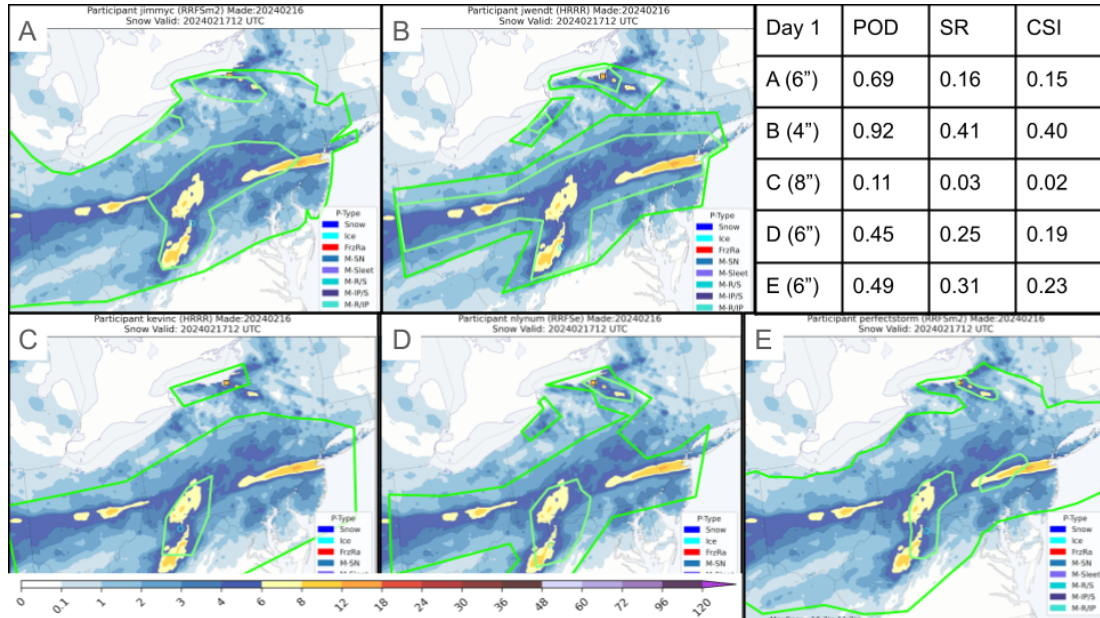 Participant jimmyc (RRFSm2) Made:20240216
Snow Valid: 2024021712 UTC
A
P-Type
Snow
Ice
FrzRa
M-SN
M-Sleet
M-R/S
M-IP/S
M-R/IP
Participant jwendt (HRRR) Made:20240216
Snow Valid: 2024021712 UTC
B
P-Type
Snow
Ice
FrzRa
M-SN
M-Sleet
M-R/S
M-IP/S
M-R/IP
Day 1 POD SR CSI
A (6”) 0.69 0.16 0.15
B (4”) 0.92 0.41 0.40
C (8”) 0.11 0.03 0.02
D (6”) 0.45 0.25 0.19
E (6”) 0.49 0.31 0.23
Participant kevinc (HRRR) Made:20240216
Snow Valid: 2024021712 UTC
C
P-Type
Snow
Ice
FrzRa
M-SN
M-Sleet
Participant nlynum (RRFSe) Made:20240216
Snow Valid: 2024021712 UTC
D
P-Type
Snow
Ice
FrzRa
M-SN
M-Sleet
Participant perfectstorm (RRFSm2) Made:20240216
Snow Valid: 2024021712 UTC
E
P-Type
Snow
Ice
FrzRa
M-SN
M-Sleet
M-R/S
M-IP/S
M-R/IP
0 0.1 1 2 3 4 6 8 12 18 24 30 36 48 60 72 96 120